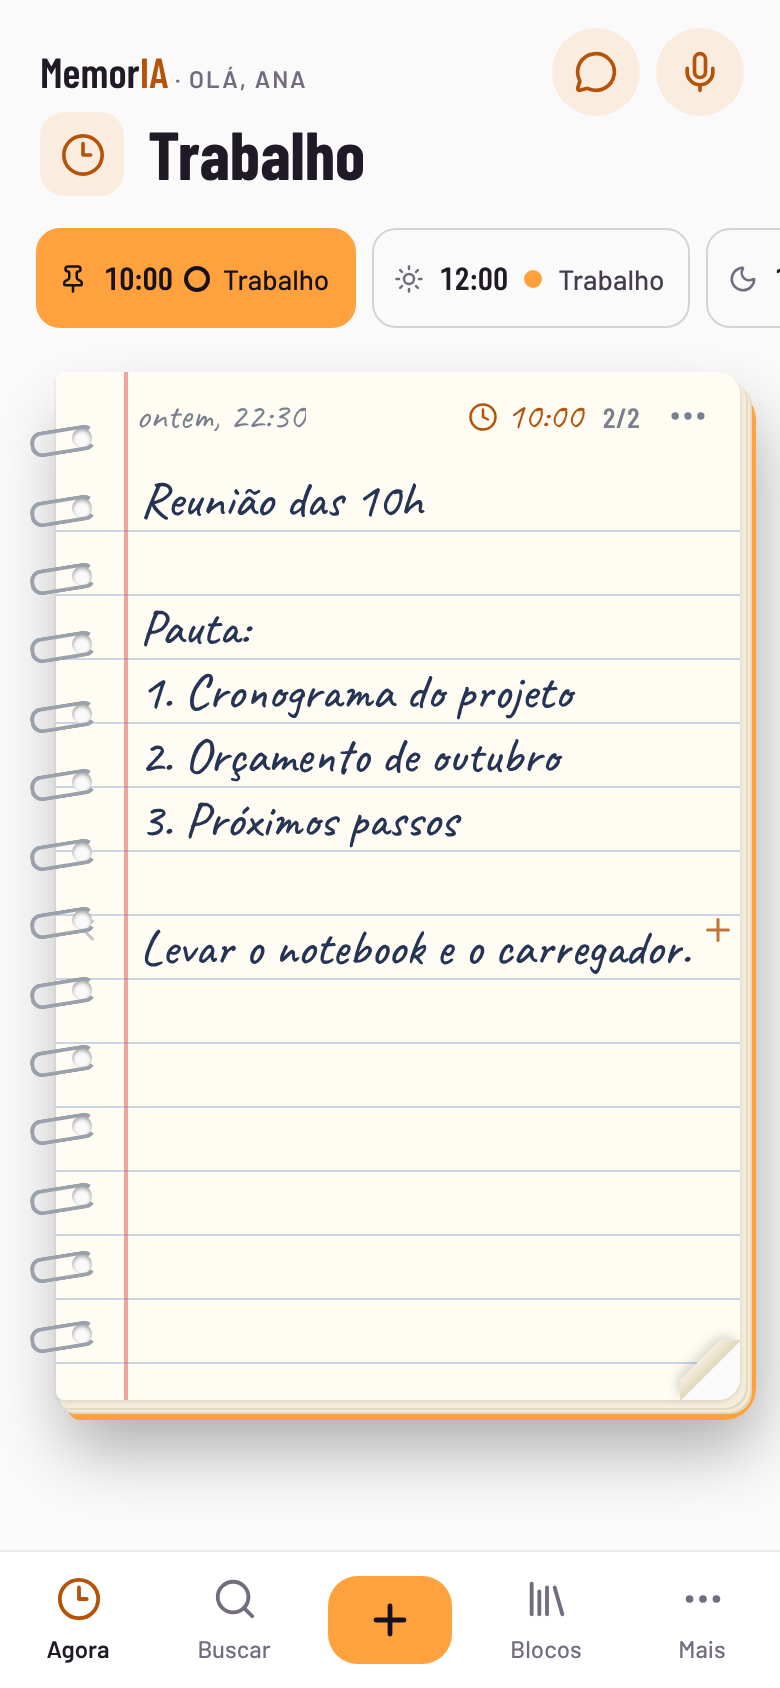 MemorIA · OLÁ, ANA
Trabalho
10:00 Trabalho
12:00 Trabalho
ontem, 22:30 10:00 2/2
Reunião das 10h
Pauta:
1. Cronograma do projeto
2. Orçamento de outubro
3. Próximos passos
Levar o notebook e o carregador.
Agora Buscar Blocos Mais